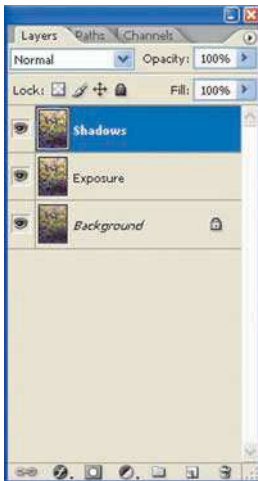 Layers Paths Channels
Normal Opacity: 100%
Lock: Fill: 100%
Shadows
Exposure
Background